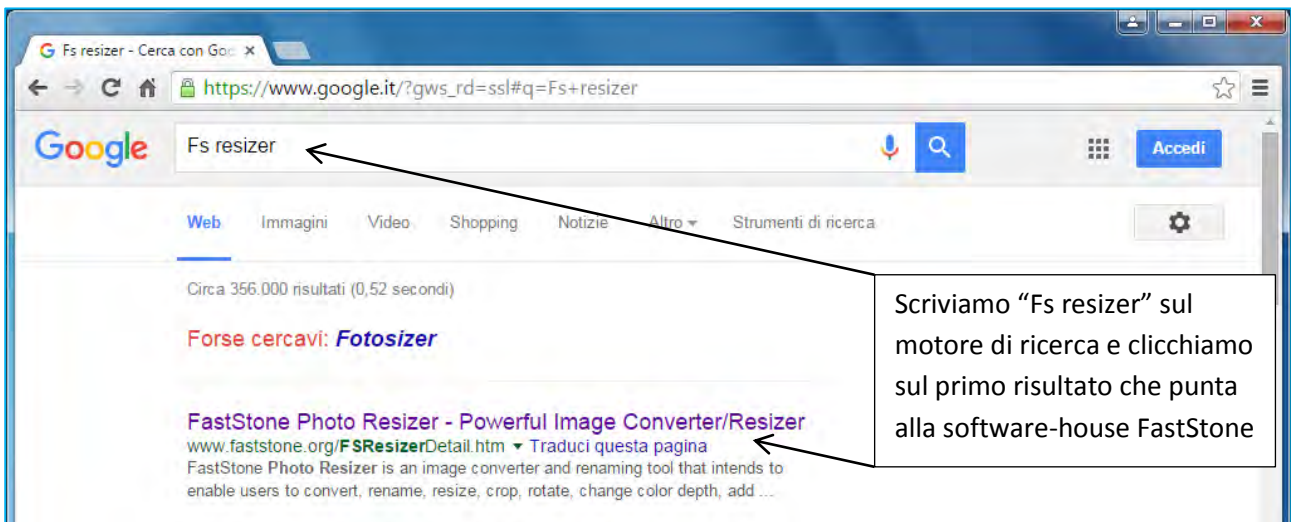 Fs resizer - Cerca con Goo
https://www.google.it/?gws_rd=ssl#q=Fs+resizer
Google
Fs resizer
Accedi
Web Immagini Video Shopping Notizie Altro Strumenti di ricerca
Circa 356.000 risultati (0,52 secondi)
Forse cercavi: Fotosizer
Scriviamo “Fs resizer” sul
motore di ricerca e clicchiamo
sul primo risultato che punta
alla software-house FastStone
FastStone Photo Resizer - Powerful Image Converter/Resizer
www.faststone.org/FSResizerDetail.htm Traduci questa pagina
FastStone Photo Resizer is an image converter and renaming tool that intends to
enable users to convert, rename, resize, crop, rotate, change color depth, add ...